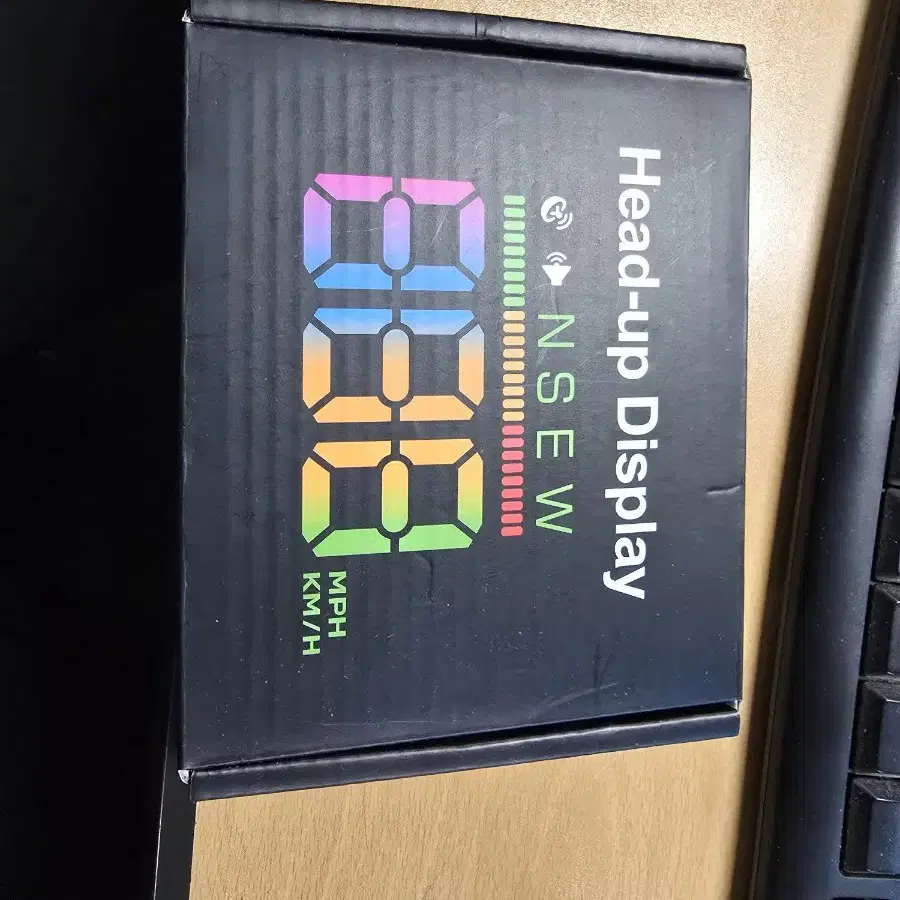 Head-up Display
N S E W
888
MPH
KM/H